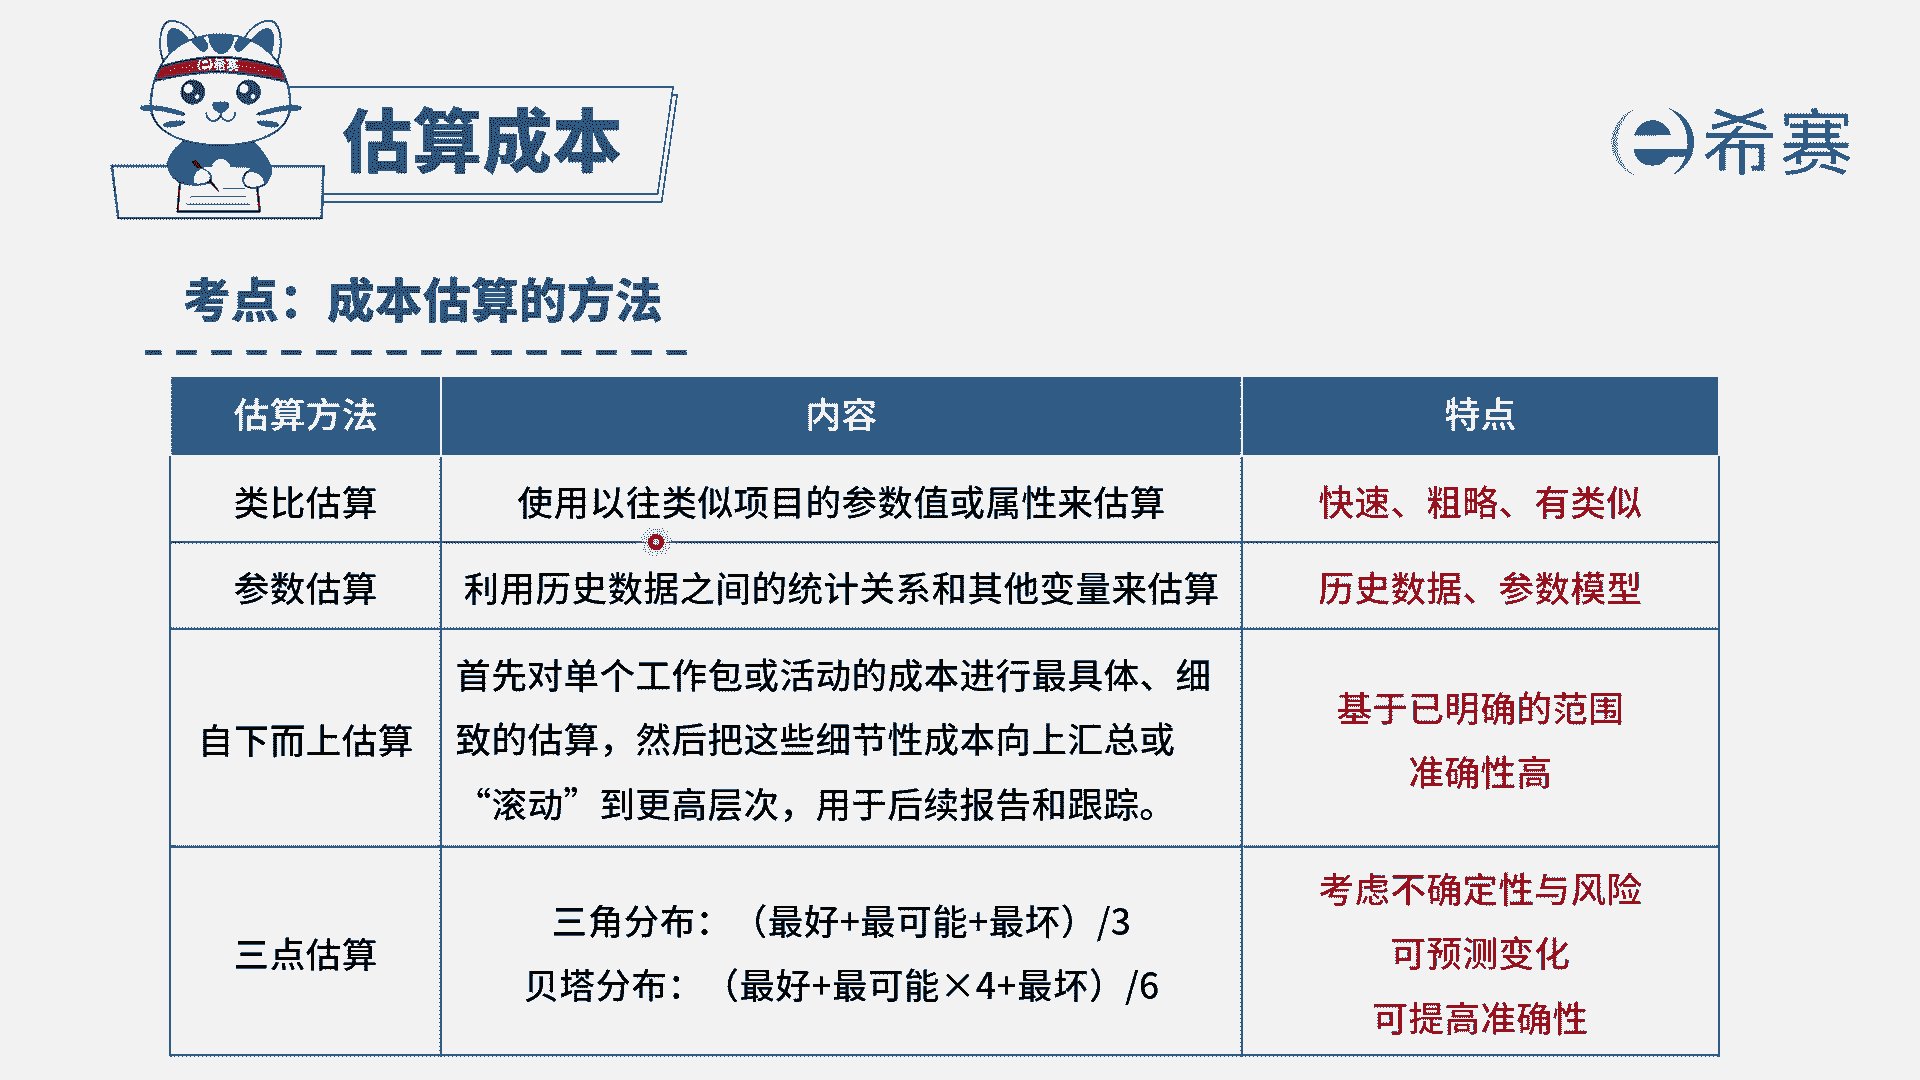 e希赛
估算成本
e希赛
考点：成本估算的方法
估算方法 内容 特点
类比估算 使用以往类似项目的参数值或属性来估算 快速、粗略、有类似
参数估算 利用历史数据之间的统计关系和其他变量来估算 历史数据、参数模型
自下而上估算
首先对单个工作包或活动的成本进行最具体、细
致的估算，然后把这些细节性成本向上汇总或
“滚动”到更高层次，用于后续报告和跟踪。
基于已明确的范围
准确性高
三点估算
三角分布：（最好+最可能+最坏）/3
贝塔分布：（最好+最可能×4+最坏）/6
考虑不确定性与风险
可预测变化
可提高准确性